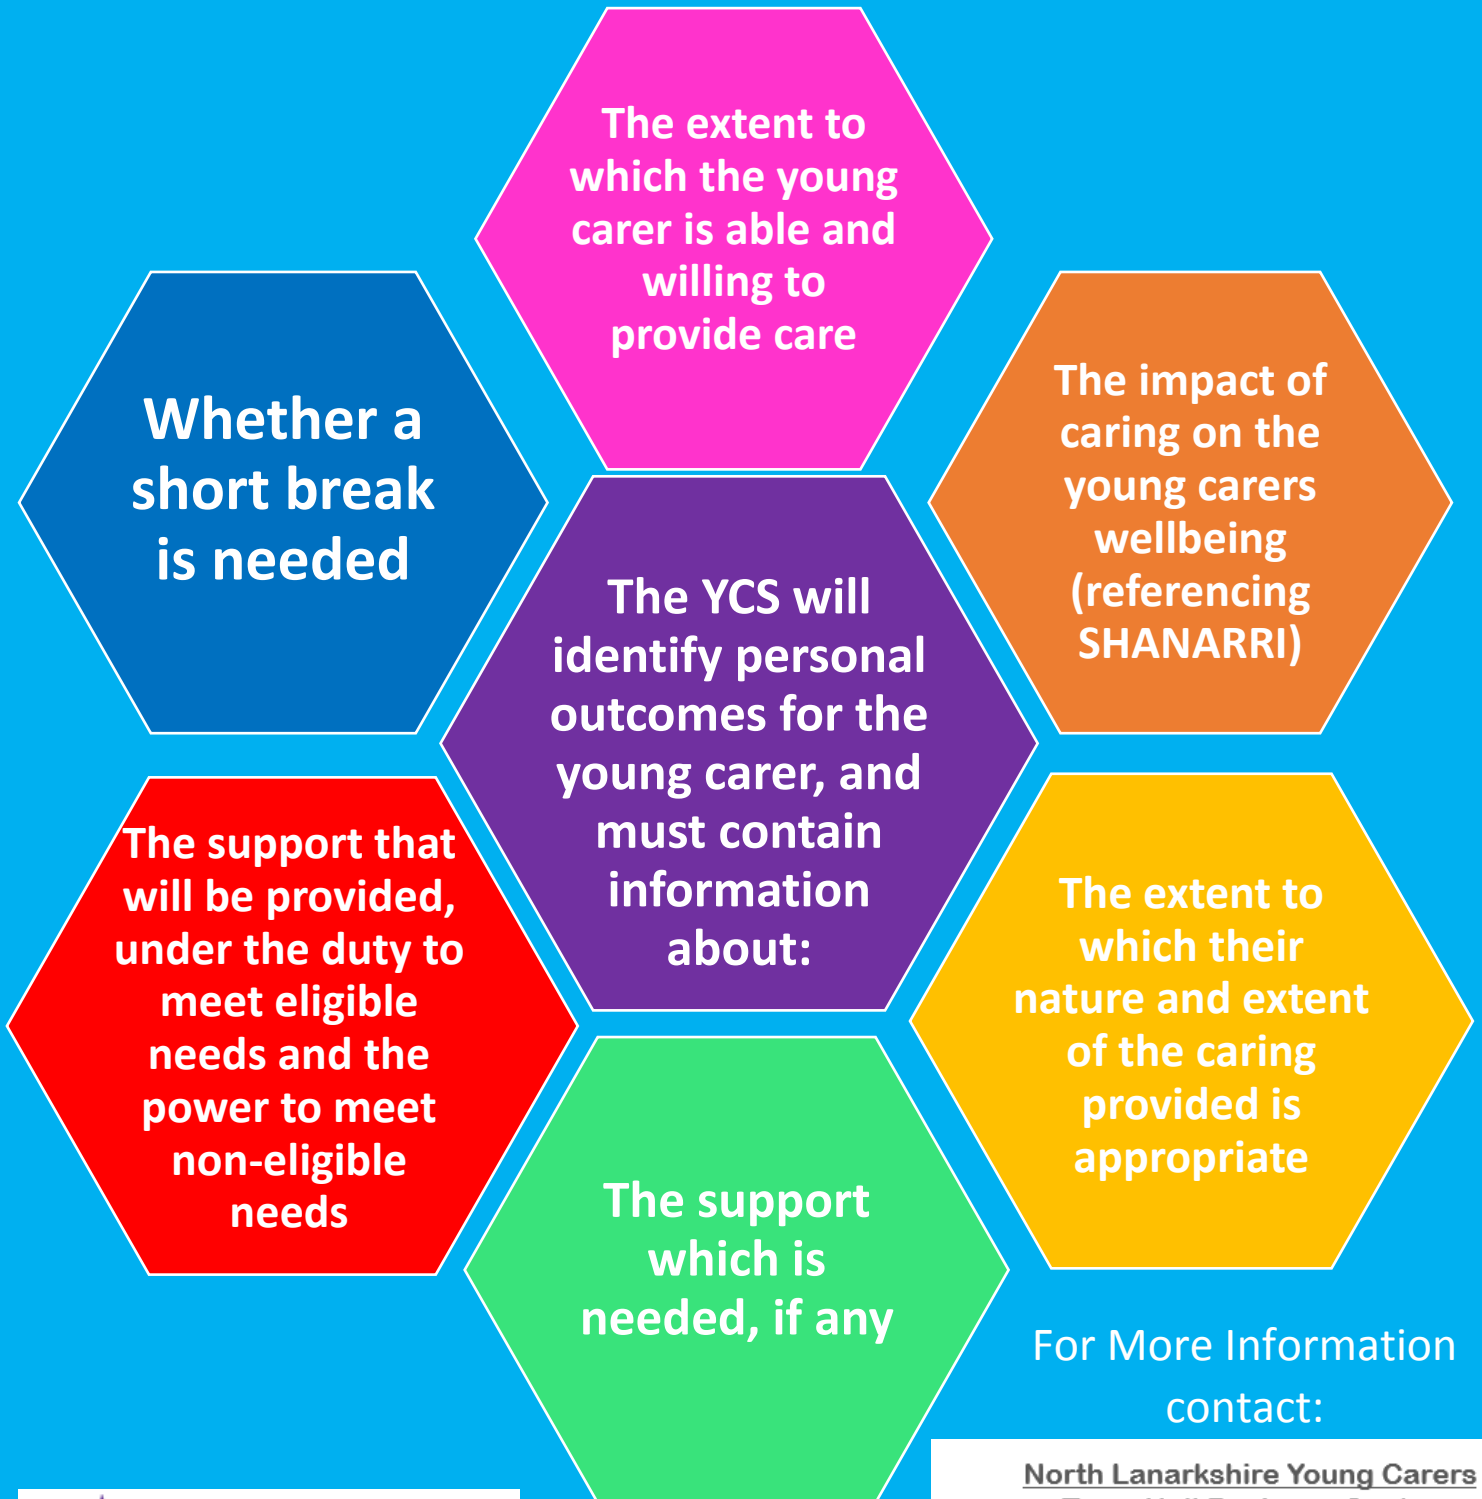 The extent to
which the young
carer is able and
willing to
provide care
Whether a
short break
is needed
The impact of
caring on the
young carers
wellbeing
(referencing
SHANARRI)
The YCS will
identify personal
outcomes for the
young carer, and
must contain
information
about:
The support that
will be provided,
under the duty to
meet eligible
needs and the
power to meet
non-eligible
needs
The extent to
which their
nature and extent
of the caring
provided is
appropriate
The support
which is
needed, if any
For More Information
contact:
North Lanarkshire Young Carers